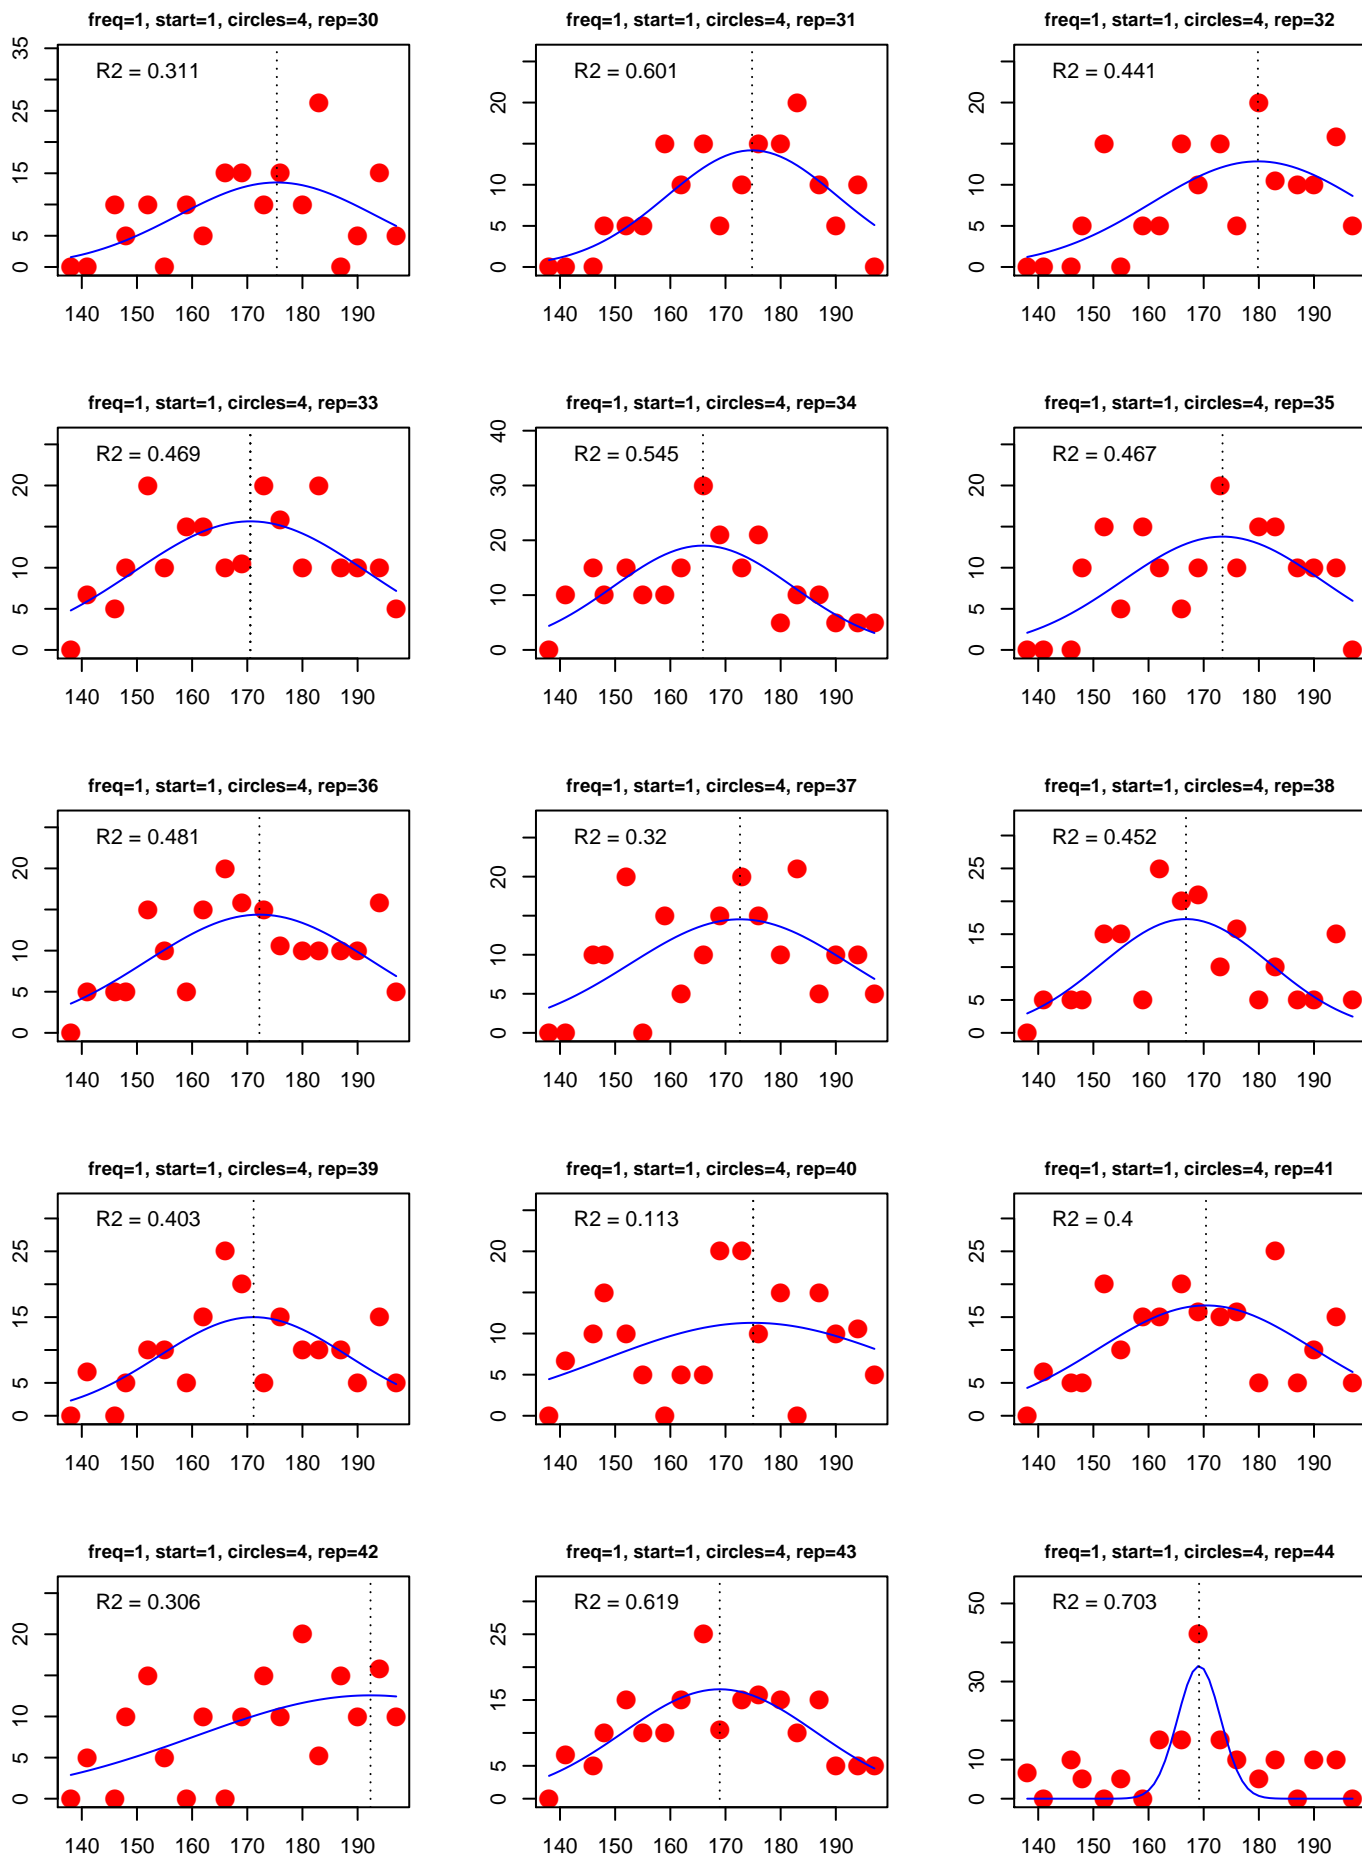 freq=1, start=1, circles=4, rep=30
R2 = 0.311
0 5 15 25 35
140 150 160 170 180 190
freq=1, start=1, circles=4, rep=31
R2 = 0.601
0 5 10 20
140 150 160 170 180 190
freq=1, start=1, circles=4, rep=32
R2 = 0.441
0 5 10 20
140 150 160 170 180 190
freq=1, start=1, circles=4, rep=33
R2 = 0.469
0 5 10 20
140 150 160 170 180 190
freq=1, start=1, circles=4, rep=34
R2 = 0.545
0 10 20 30 40
140 150 160 170 180 190
freq=1, start=1, circles=4, rep=35
R2 = 0.467
0 5 10 20
140 150 160 170 180 190
freq=1, start=1, circles=4, rep=36
R2 = 0.481
0 5 10 20
140 150 160 170 180 190
freq=1, start=1, circles=4, rep=37
R2 = 0.32
0 5 10 20
140 150 160 170 180 190
freq=1, start=1, circles=4, rep=38
R2 = 0.452
0 5 15 25
140 150 160 170 180 190
freq=1, start=1, circles=4, rep=39
R2 = 0.403
0 5 15 25
140 150 160 170 180 190
freq=1, start=1, circles=4, rep=40
R2 = 0.113
0 5 10 20
140 150 160 170 180 190
freq=1, start=1, circles=4, rep=41
R2 = 0.4
0 5 15 25
140 150 160 170 180 190
freq=1, start=1, circles=4, rep=42
R2 = 0.306
0 5 10 20
140 150 160 170 180 190
freq=1, start=1, circles=4, rep=43
R2 = 0.619
0 5 15 25
140 150 160 170 180 190
freq=1, start=1, circles=4, rep=44
R2 = 0.703
0 10 30 50
140 150 160 170 180 190